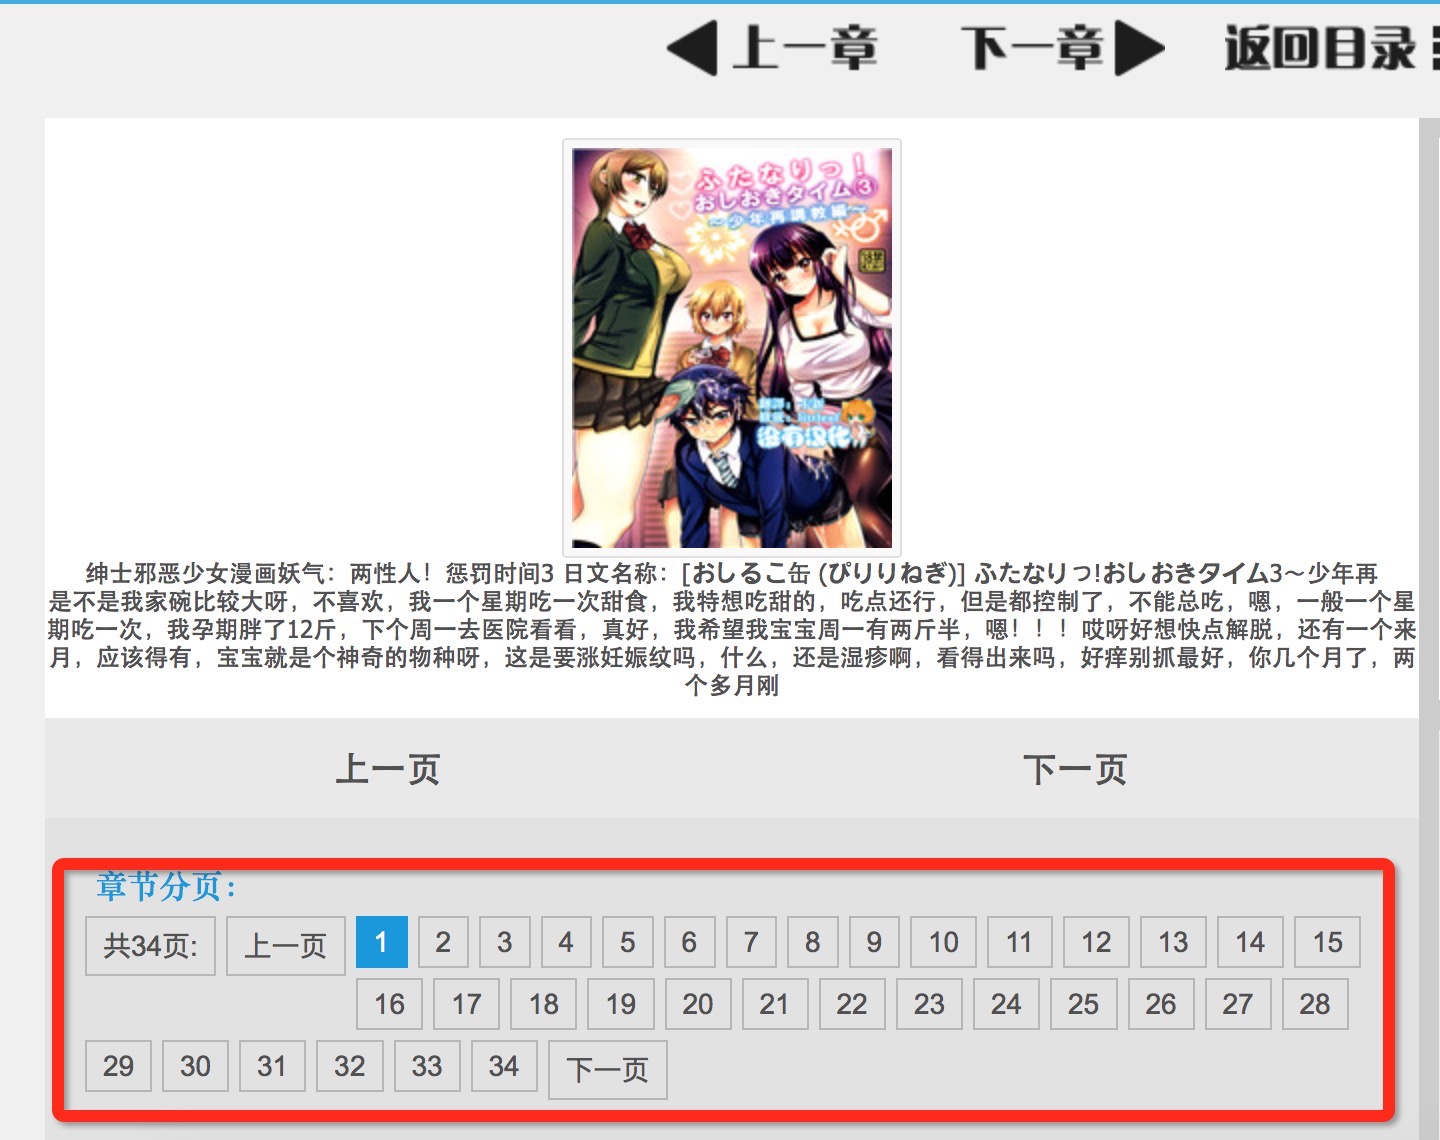 上一章 下一章 返回目录
ふたなりっ！
おしおきタイム3
～少年再調教編～
没有汉化
绅士邪恶少女漫画妖气：两性人！惩罚时间3 日文名称：[おしるこ缶 (ぴりりねぎ)] ふたなりっ!おしおきタイム3～少年再
是不是我家碗比较大呀，不喜欢，我一个星期吃一次甜食，我特想吃甜的，吃点还行，但是都控制了，不能总吃，嗯，一般一个星
期吃一次，我孕期胖了12斤，下个周一去医院看看，真好，我希望我宝宝周一有两斤半，嗯！！！哎呀好想快点解脱，还有一个来
月，应该得有，宝宝就是个神奇的物种呀，这是要涨妊娠纹吗，什么，还是湿疹啊，看得出来吗，好痒别抓最好，你几个月了，两
个多月刚
上一页 下一页
章节分页：
共34页: 上一页 1 2 3 4 5 6 7 8 9 10 11 12 13 14 15
16 17 18 19 20 21 22 23 24 25 26 27 28
29 30 31 32 33 34 下一页